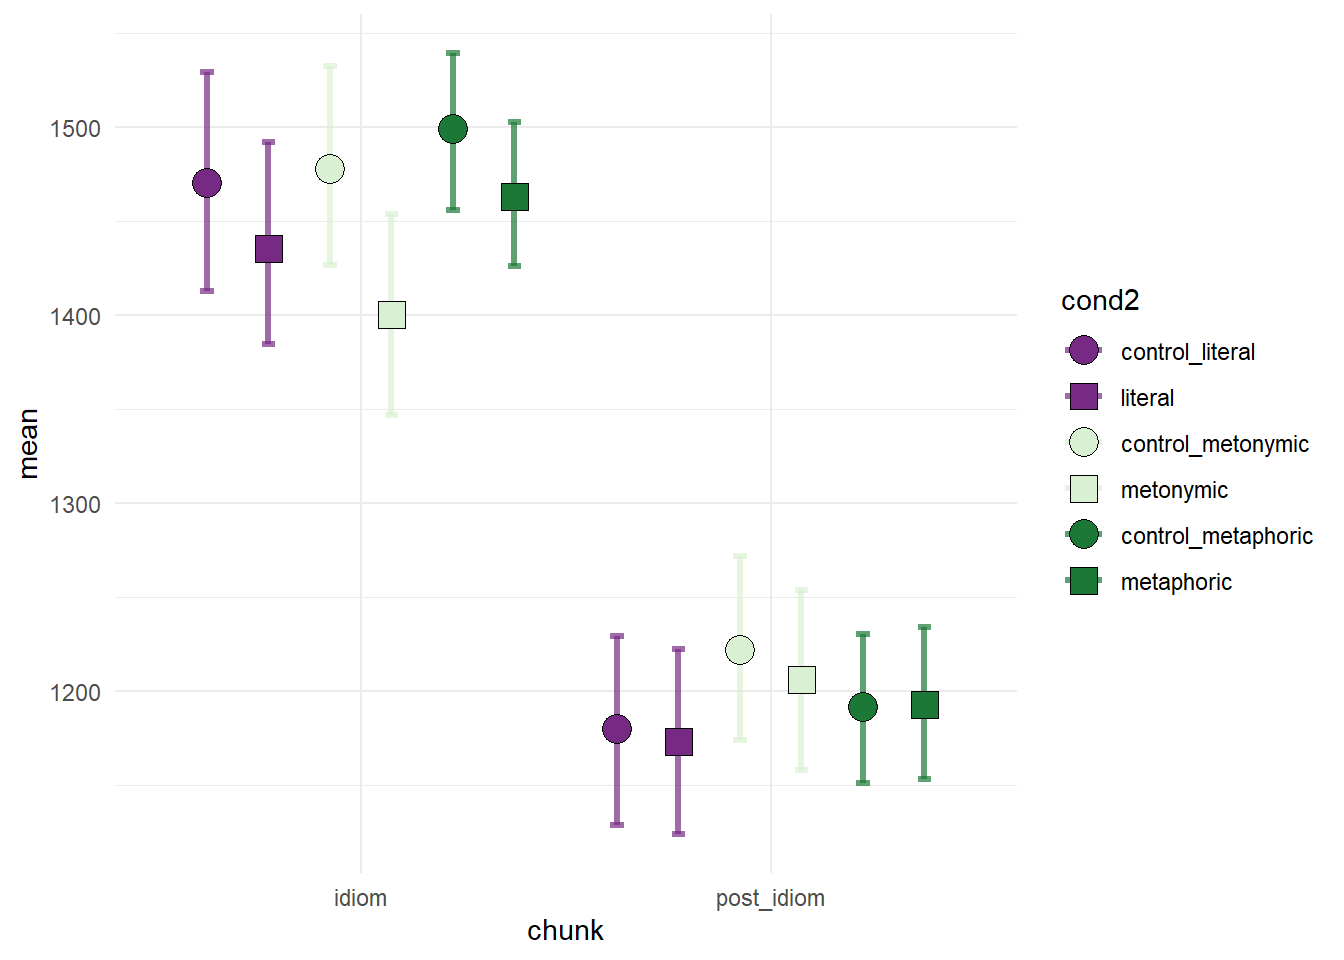 1500
1400
1300
1200
mean
idiom
post_idiom
chunk
cond2
control_literal
literal
control_metonymic
metonymic
control_metaphoric
metaphoric